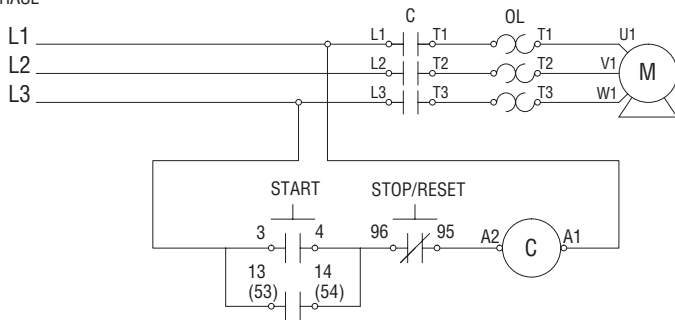 C OL
L1 L1 T1 T1 U1
L2 L2 T2 T2 V1 M
L3 L3 T3 T3 W1
START STOP/RESET
3 4 96 95 A2 C A1
13 14
(53) (54)